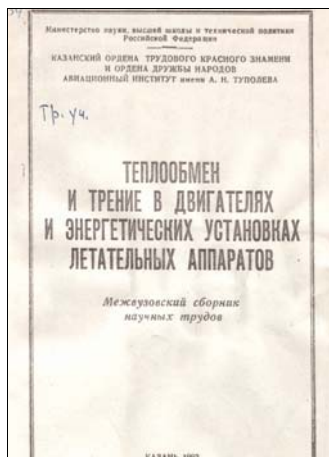 Министерство науки, высшей школы и технической политики
Российской Федерации
КАЗАНСКИЙ ОРДЕНА ТРУДОВОГО КРАСНОГО ЗНАМЕНИ
И ОРДЕНА ДРУЖБЫ НАРОДОВ
АВИАЦИОННЫЙ ИНСТИТУТ имени А. Н. ТУПОЛЕВА
Тр. уч.
ТЕПЛООБМЕН
И ТРЕНИЕ В ДВИГАТЕЛЯХ
И ЭНЕРГЕТИЧЕСКИХ УСТАНОВКАХ
ЛЕТАТЕЛЬНЫХ АППАРАТОВ
Межвузовский сборник
научных трудов
КАЗАНЬ